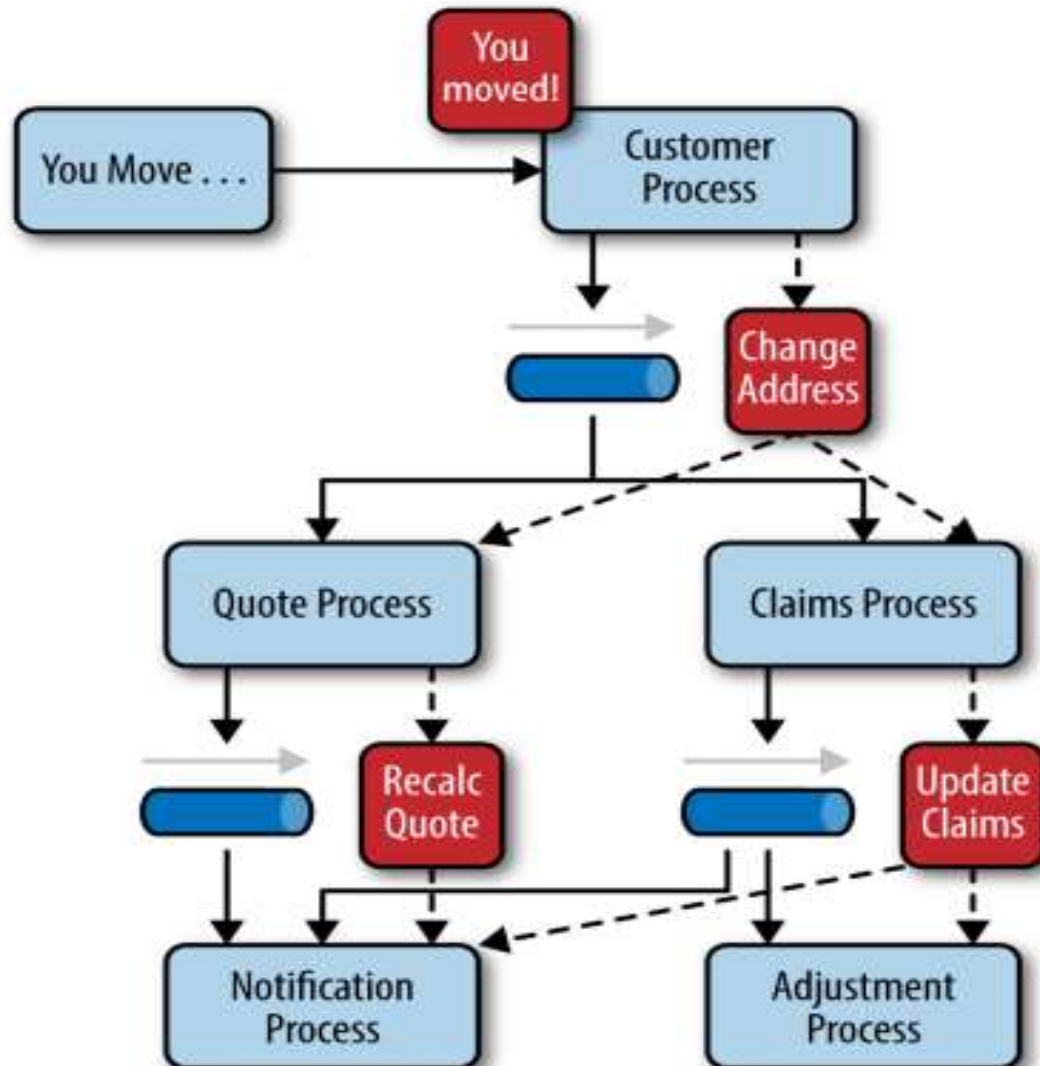 You
moved!
You Move . . .
Customer
Process
Change
Address
Quote Process
Claims Process
Recalc
Quote
Update
Claims
Notification
Process
Adjustment
Process